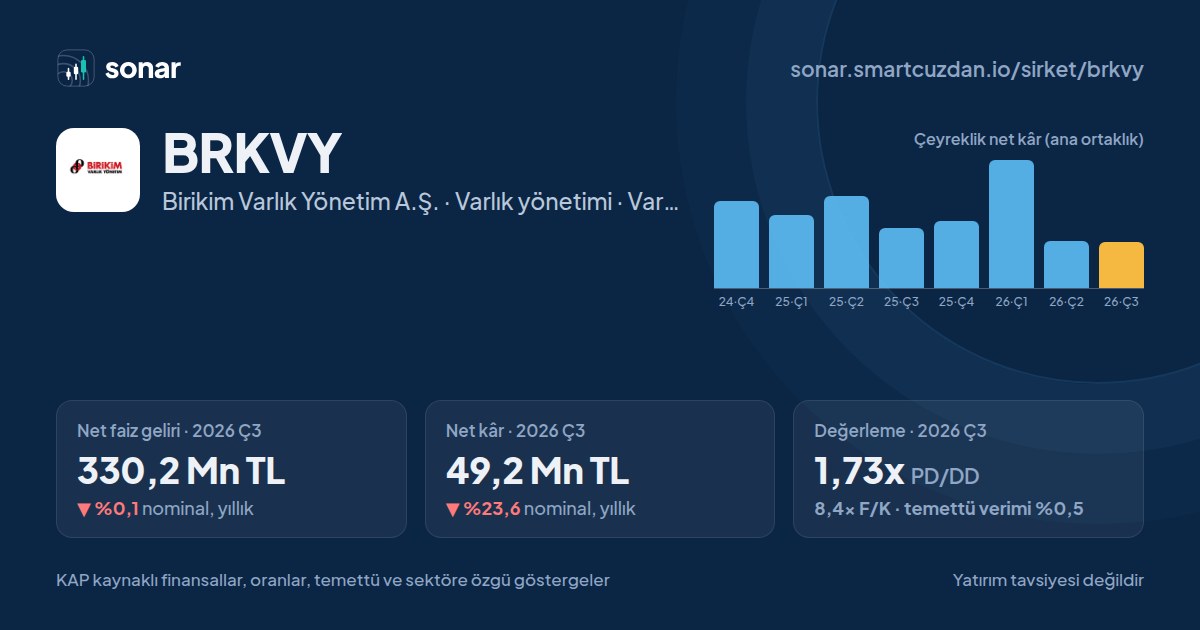 sonar
sonar.smartcuzdan.io/sirket/brkvy
BİRİKİM
VARLIK YÖNETİM
BRKVY
Birikim Varlık Yönetim A.Ş. · Varlık yönetimi · Var…
Çeyreklik net kâr (ana ortaklık)
24·Ç4 25·Ç1 25·Ç2 25·Ç3 25·Ç4 26·Ç1 26·Ç2 26·Ç3
Net faiz geliri · 2026 Ç3
330,2 Mn TL
▼ %0,1 nominal, yıllık
Net kâr · 2026 Ç3
49,2 Mn TL
▼ %23,6 nominal, yıllık
Değerleme · 2026 Ç3
1,73x PD/DD
8,4× F/K · temettü verimi %0,5
KAP kaynaklı finansallar, oranlar, temettü ve sektöre özgü göstergeler
Yatırım tavsiyesi değildir